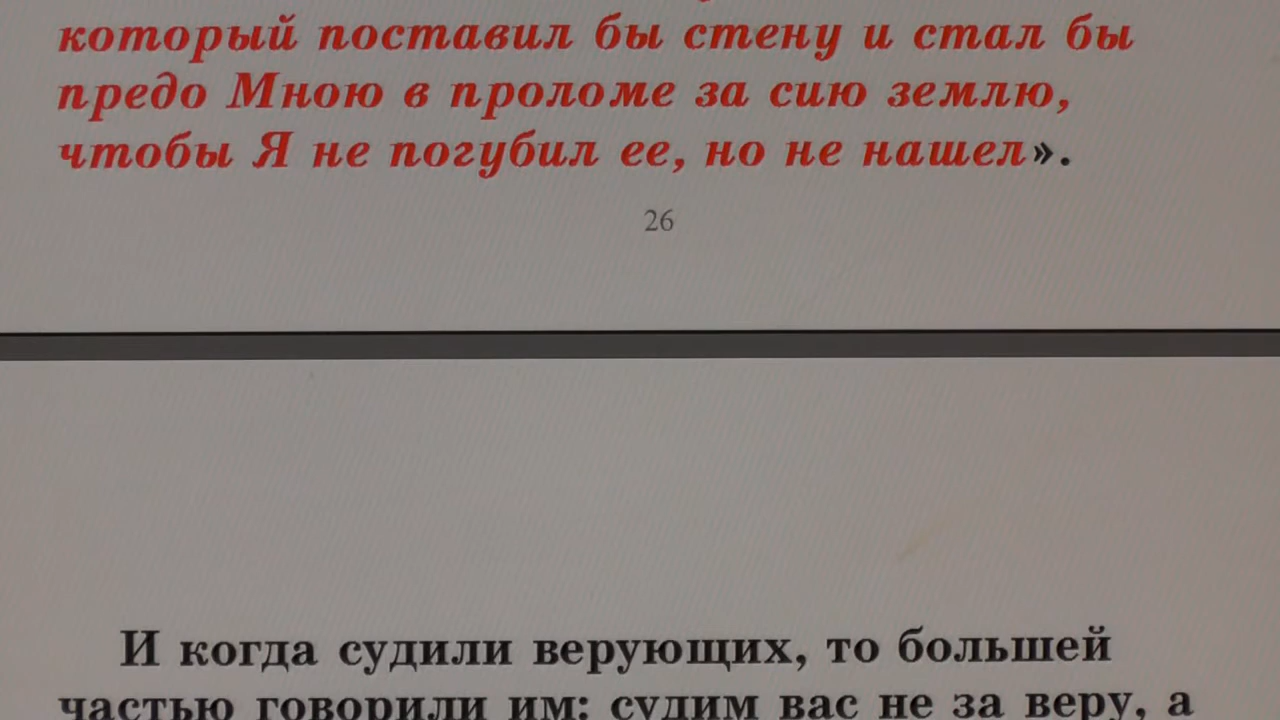 который поставил бы стену и стал бы
предо Мною в проломе за сию землю,
чтобы Я не погубил ее, но не нашел».
26
И когда судили верующих, то большей
частью говорили им: судим вас не за веру, а